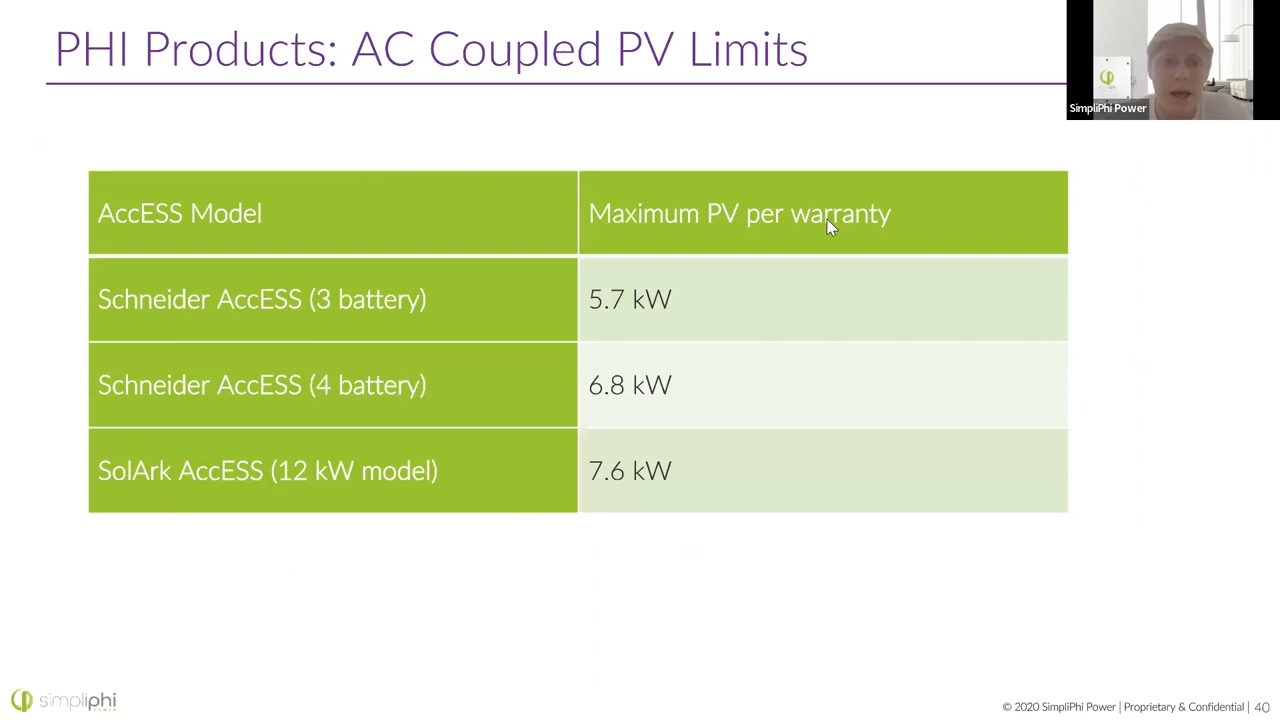 PHI Products: AC Coupled PV Limits
SimpliPhi Power
AccESS Model
Maximum PV per warranty
Schneider AccESS (3 battery)
5.7 kW
Schneider AccESS (4 battery)
6.8 kW
SolArk AccESS (12 kW model)
7.6 kW
simpliphi
POWER
© 2020 SimpliPhi Power | Proprietary & Confidential | 40